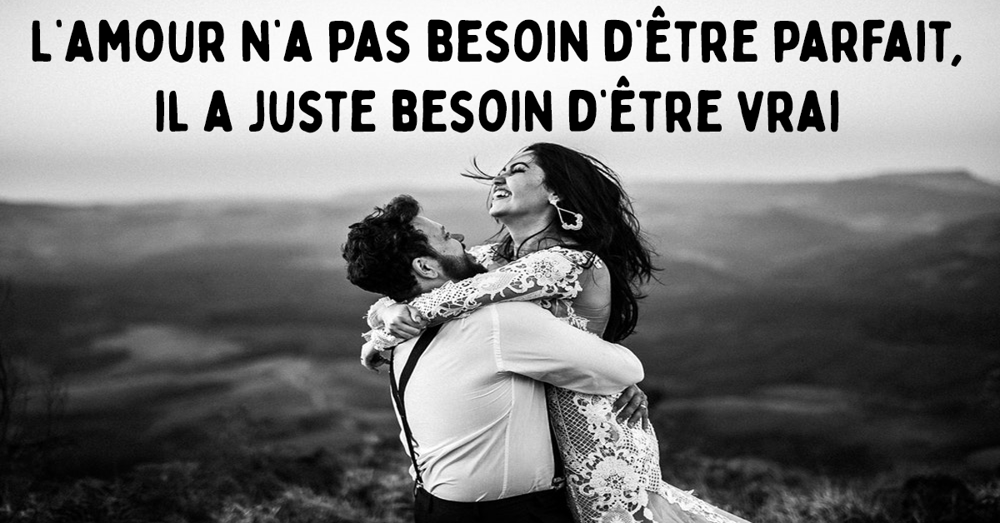 L'AMOUR N'A PAS BESOIN D'ÊTRE PARFAIT,
IL A JUSTE BESOIN D'ÊTRE VRAI